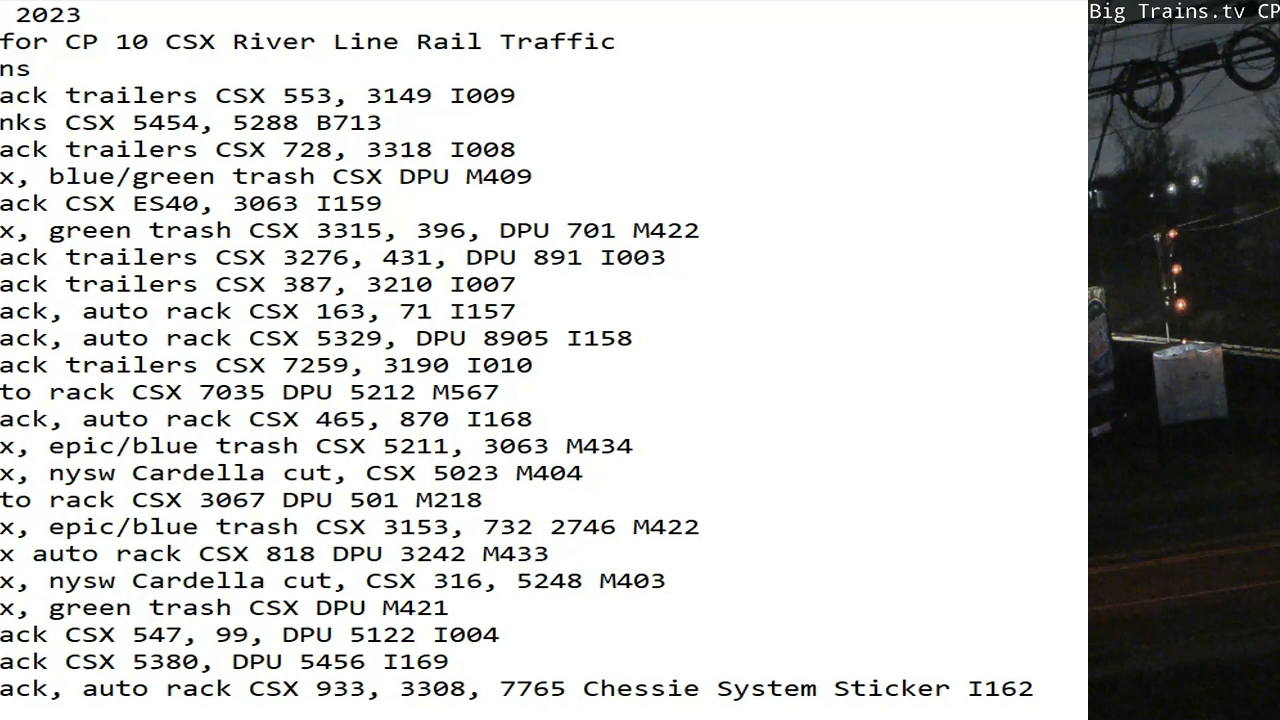 2023
for CP 10 CSX River Line Rail Traffic
ns
ack trailers CSX 553, 3149 I009
nks CSX 5454, 5288 B713
ack trailers CSX 728, 3318 I008
x, blue/green trash CSX DPU M409
ack CSX ES40, 3063 I159
x, green trash CSX 3315, 396, DPU 701 M422
ack trailers CSX 3276, 431, DPU 891 I003
ack trailers CSX 387, 3210 I007
ack, auto rack CSX 163, 71 I157
ack, auto rack CSX 5329, DPU 8905 I158
ack trailers CSX 7259, 3190 I010
to rack CSX 7035 DPU 5212 M567
ack, auto rack CSX 465, 870 I168
x, epic/blue trash CSX 5211, 3063 M434
x, nysw Cardella cut, CSX 5023 M404
to rack CSX 3067 DPU 501 M218
x, epic/blue trash CSX 3153, 732 2746 M422
x auto rack CSX 818 DPU 3242 M433
x, nysw Cardella cut, CSX 316, 5248 M403
x, green trash CSX DPU M421
ack CSX 547, 99, DPU 5122 I004
ack CSX 5380, DPU 5456 I169
ack, auto rack CSX 933, 3308, 7765 Chessie System Sticker I162
Big Trains.tv CP